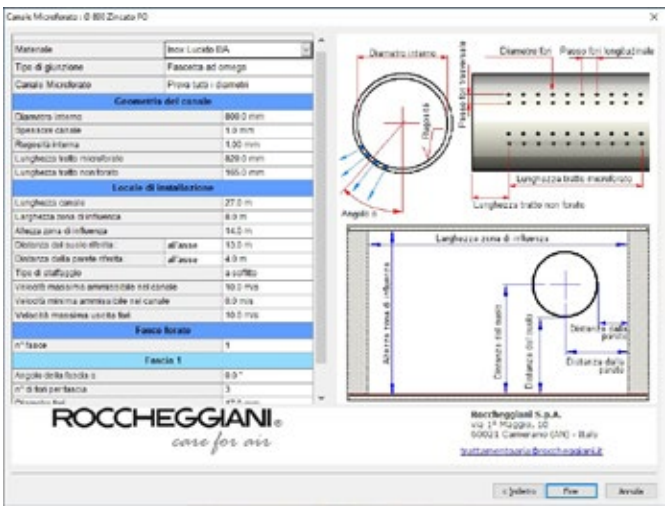 Canale Microforato : Ø 800 Zincato PG
Materiale Inox Lucido BA
Tipo di giunzione Fascetta ad omega
Canale Microforato Prova tutti i diametri
Geometria del canale
Diametro interno 800.0 mm
Spessore canale 1.0 mm
Rugosità interna 1.00 mm
Lunghezza tratto microforato 820.0 mm
Lunghezza tratto non forato 165.0 mm
Locale di installazione
Lunghezza canale 27.0 m
Larghezza zona di influenza 8.0 m
Altezza zona di influenza 14.0 m
Distanza dal suolo riferita: all'asse 13.0 m
Distanza dalla parete riferita all'asse 4.0 m
Tipo di staffaggio a soffitto
Velocità massima ammissibile nel canale 10.0 m/s
Velocità minima ammissibile nel canale 0.0 m/s
Velocità massima uscita fori 10.0 m/s
Fasce forate
n° fasce 1
Fascia 1
Angolo della fascia α 0.0 °
n° di fori per fascia 3
Diametro fori
Diametro interno
Rugosità
Angolo α
Diametro fori
Passo fori longitudinale
Passo fori trasversale
Lunghezza tratto microforato
Lunghezza tratto non forato
Larghezza zona di influenza
Altezza zona di influenza
Distanza dal suolo
Distanza dal suolo
Distanza dalla parete
Distanza dalla parete
ROCCHEGGIANI®
care for air
Roccheggiani S.p.A.
via 1° Maggio, 10
60021 Camerano (AN) - Italy
trattamentoaria@roccheggiani.it
< Indietro
Fine
Annulla